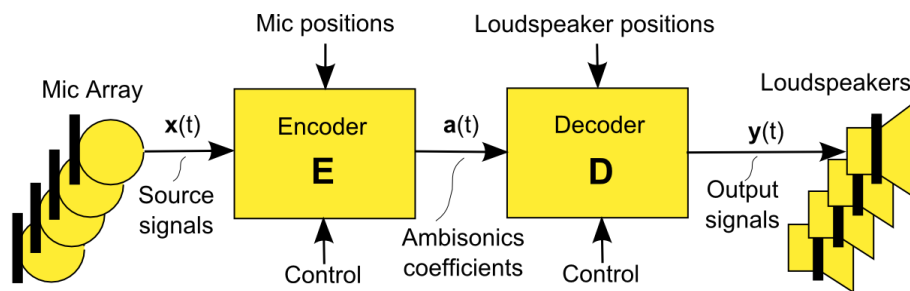 Mic positions
Loudspeaker positions
Mic Array
Loudspeakers
x(t)
Encoder
a(t)
Decoder
y(t)
E
D
Source
signals
Output
signals
Ambisonics
coefficients
Control
Control